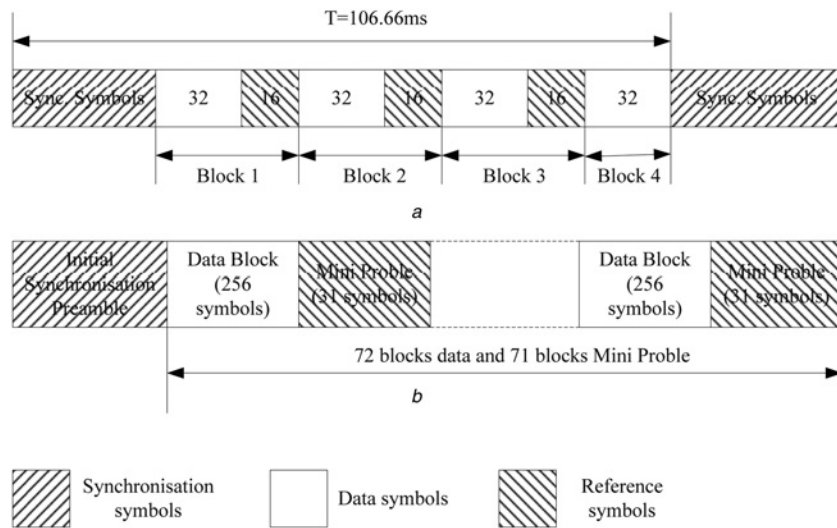 T=106.66ms
Sync. Symbols 32 16 32 16 32 16 32 Sync. Symbols
Block 1 Block 2 Block 3 Block 4
a
Initial Synchronisation Preamble
Data Block (256 symbols)
Mini Proble (31 symbols)
Data Block (256 symbols)
Mini Proble (31 symbols)
72 blocks data and 71 blocks Mini Proble
b
Synchronisation symbols
Data symbols
Reference symbols